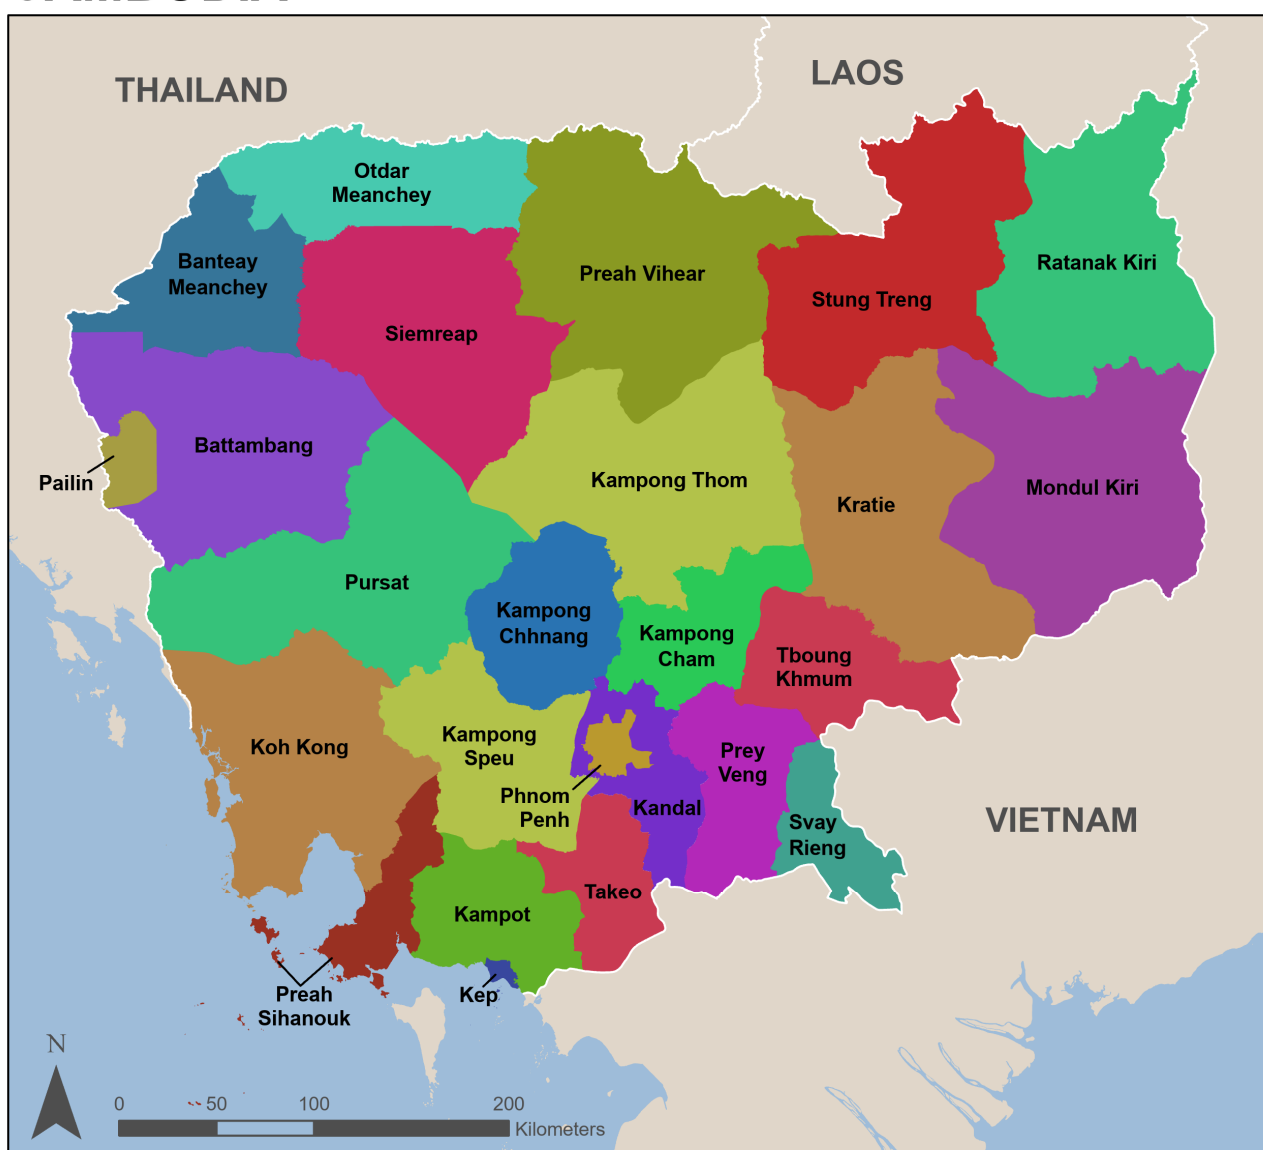 THAILAND
LAOS
Otdar
Meanchey
Banteay
Meanchey
Preah Vihear
Ratanak Kiri
Stung Treng
Siemreap
Battambang
Pailin
Kampong Thom
Mondul Kiri
Kratie
Pursat
Kampong
Chhnang
Kampong
Cham
Tboung
Khmum
Koh Kong
Kampong
Speu
Prey
Veng
Phnom
Penh
Kandal
Svay
Rieng
VIETNAM
Takeo
Kampot
Kep
Preah
Sihanouk
N
0 50 100 200
Kilometers